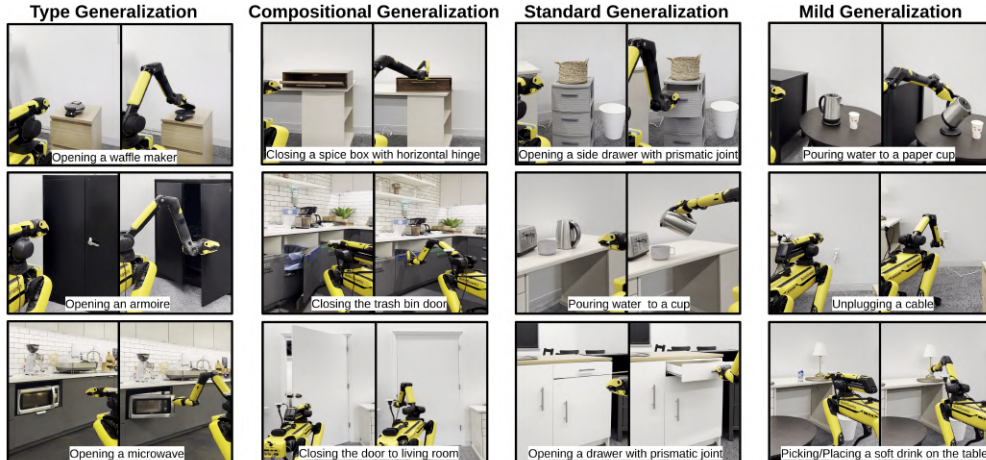 Type Generalization
Compositional Generalization
Standard Generalization
Mild Generalization
Opening a waffle maker
Closing a spice box with horizontal hinge
Opening a side drawer with prismatic joint
Pouring water to a paper cup
Opening an armoire
Closing the trash bin door
Pouring water to a cup
Unplugging a cable
Opening a microwave
Closing the door to living room
Opening a drawer with prismatic joint
Picking/Placing a soft drink on the table